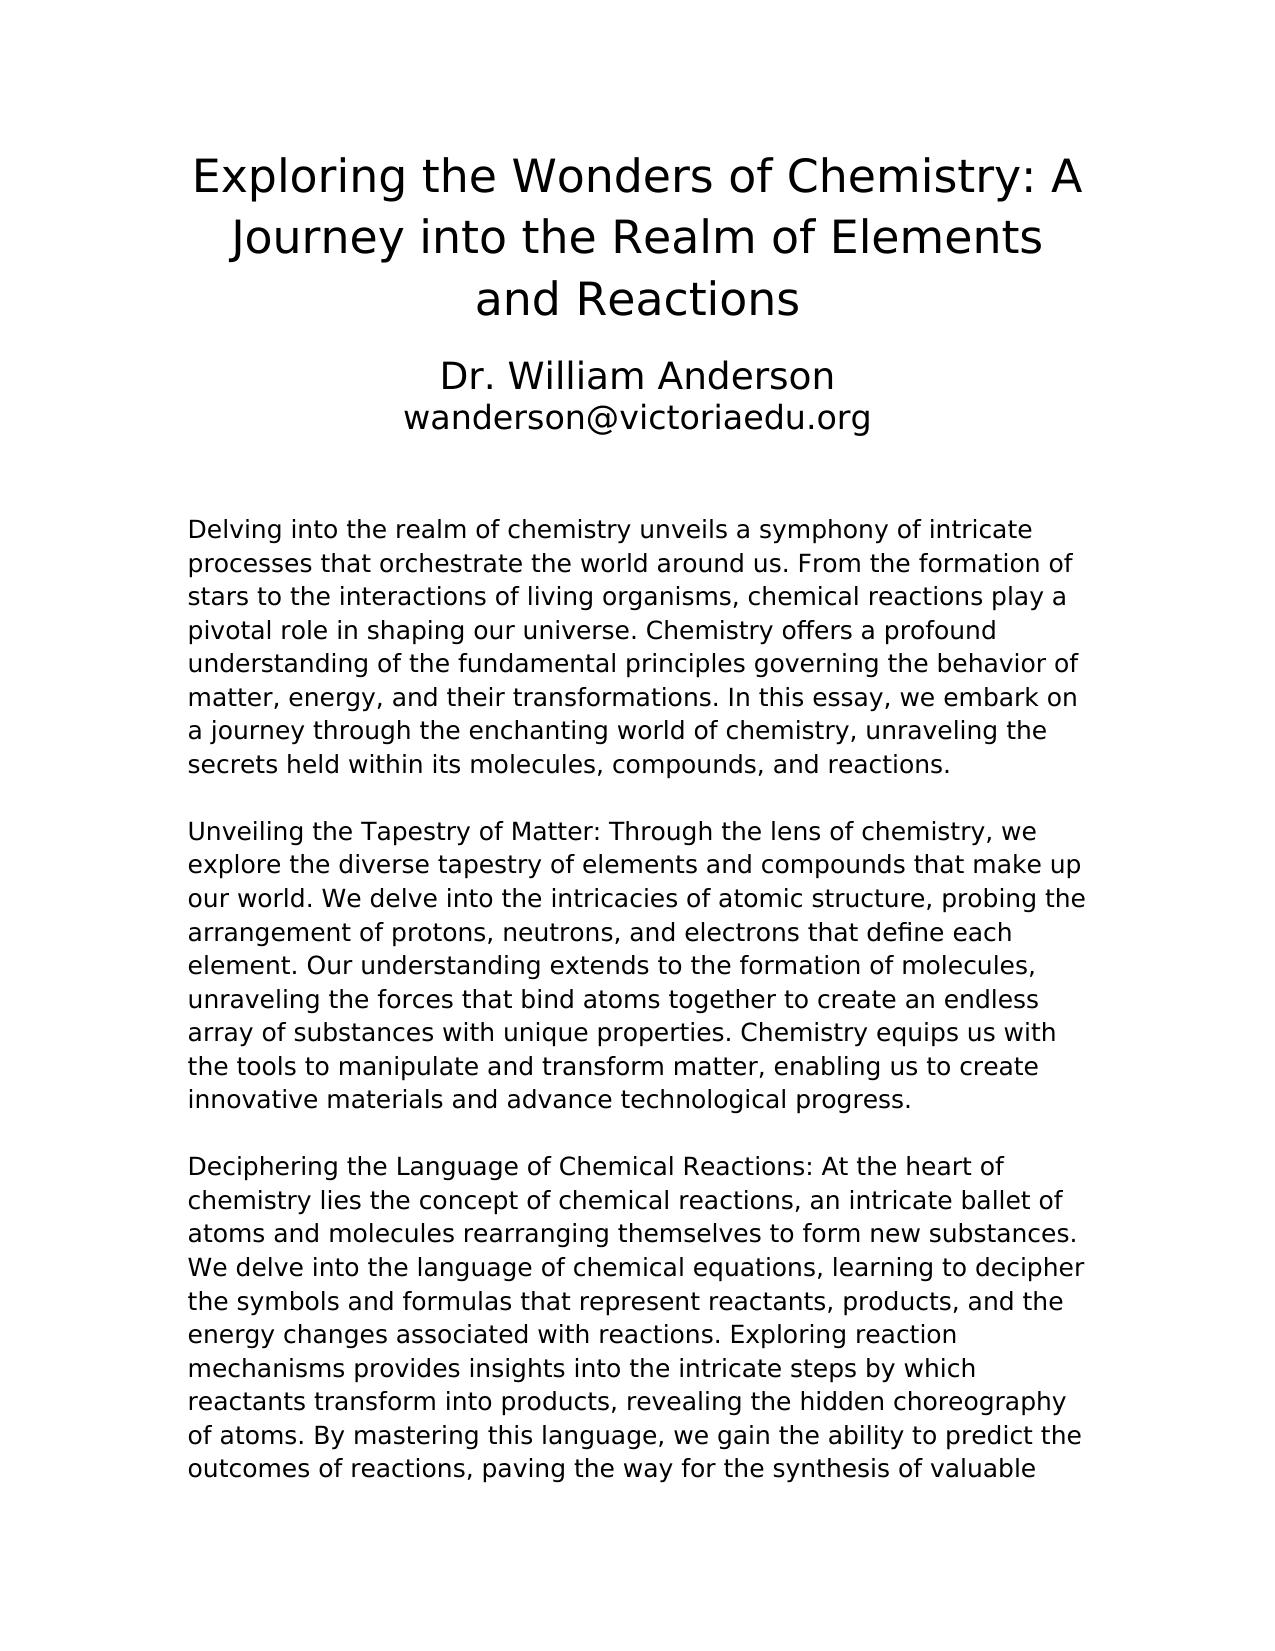 Exploring the Wonders of Chemistry: A
Journey into the Realm of Elements
and Reactions
Dr. William Anderson
wanderson@victoriaedu.org
Delving into the realm of chemistry unveils a symphony of intricate
processes that orchestrate the world around us. From the formation of
stars to the interactions of living organisms, chemical reactions play a
pivotal role in shaping our universe. Chemistry offers a profound
understanding of the fundamental principles governing the behavior of
matter, energy, and their transformations. In this essay, we embark on
a journey through the enchanting world of chemistry, unraveling the
secrets held within its molecules, compounds, and reactions.
Unveiling the Tapestry of Matter: Through the lens of chemistry, we
explore the diverse tapestry of elements and compounds that make up
our world. We delve into the intricacies of atomic structure, probing the
arrangement of protons, neutrons, and electrons that define each
element. Our understanding extends to the formation of molecules,
unraveling the forces that bind atoms together to create an endless
array of substances with unique properties. Chemistry equips us with
the tools to manipulate and transform matter, enabling us to create
innovative materials and advance technological progress.
Deciphering the Language of Chemical Reactions: At the heart of
chemistry lies the concept of chemical reactions, an intricate ballet of
atoms and molecules rearranging themselves to form new substances.
We delve into the language of chemical equations, learning to decipher
the symbols and formulas that represent reactants, products, and the
energy changes associated with reactions. Exploring reaction
mechanisms provides insights into the intricate steps by which
reactants transform into products, revealing the hidden choreography
of atoms. By mastering this language, we gain the ability to predict the
outcomes of reactions, paving the way for the synthesis of valuable